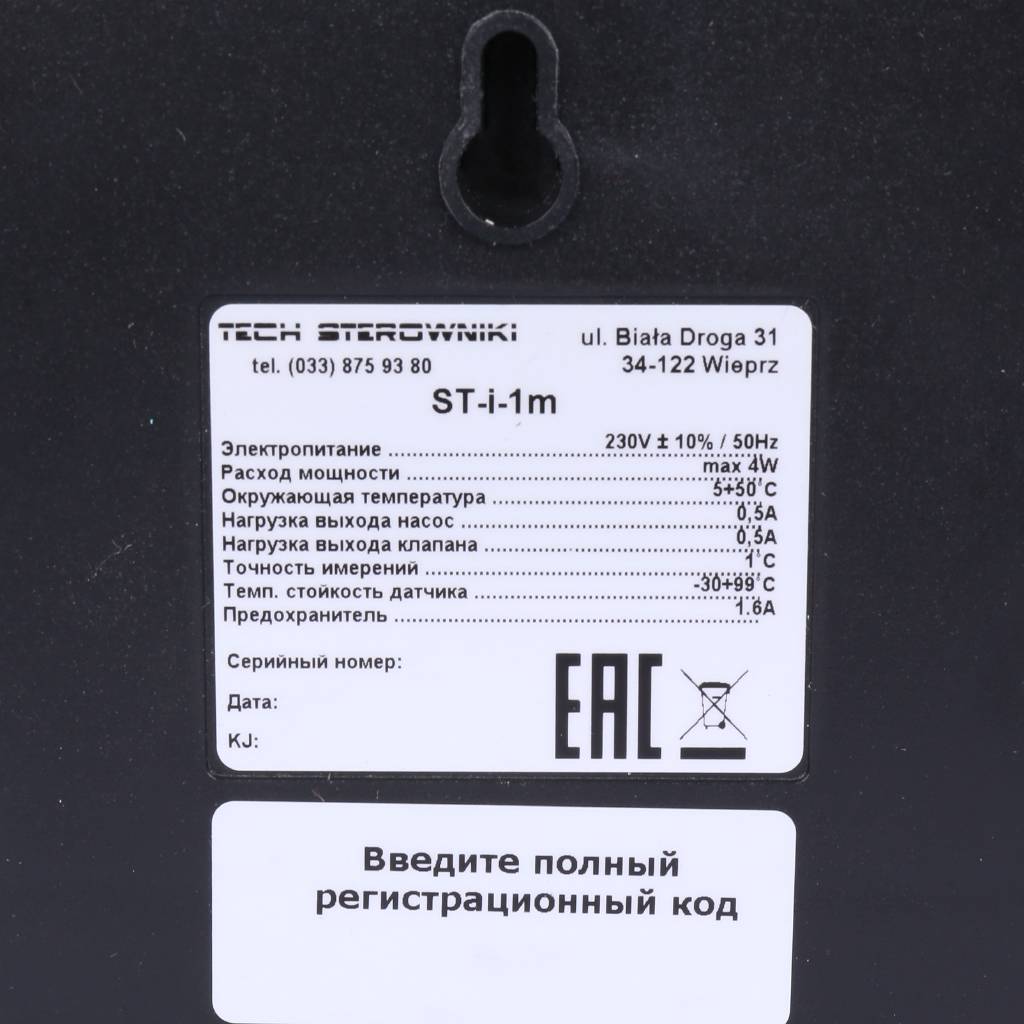 TECH STEROWNIKI
ul. Biała Droga 31
tel. (033) 875 93 80
34-122 Wieprz
ST-i-1m
Электропитание ........ 230V ± 10% / 50Hz
Расход мощности ........ max 4W
Окружающая температура ........ 5+50°C
Нагрузка выхода насос ........ 0,5A
Нагрузка выхода клапана ........ 0,5A
Точность имерений ........ 1°C
Темп. стойкость датчика ........ -30+99°C
Предохранитель ........ 1.6A
Серийный номер:
Дата:
KJ:
EAC
Введите полный
регистрационный код